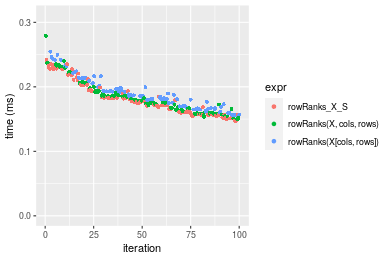 0.3
0.2
0.1
0.0
time (ms)
0
25
50
75
100
iteration
expr
rowRanks_X_S
rowRanks(X, cols, rows)
rowRanks(X[cols, rows])